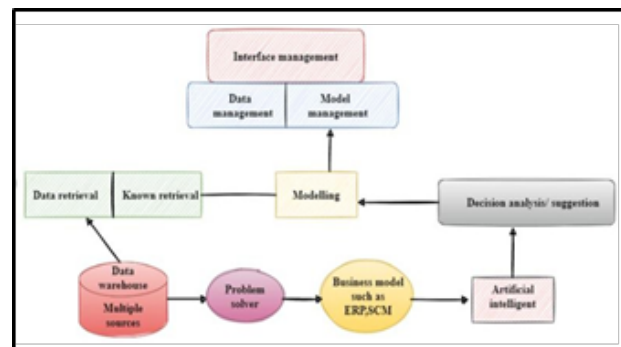 Interface management
Data
management
Model
management
Data retrieval
Known retrieval
Modelling
Decision analysis/ suggestion
Data
warehouse
Multiple
sources
Problem
solver
Business model
such as
ERP,SCM
Artificial
intelligent